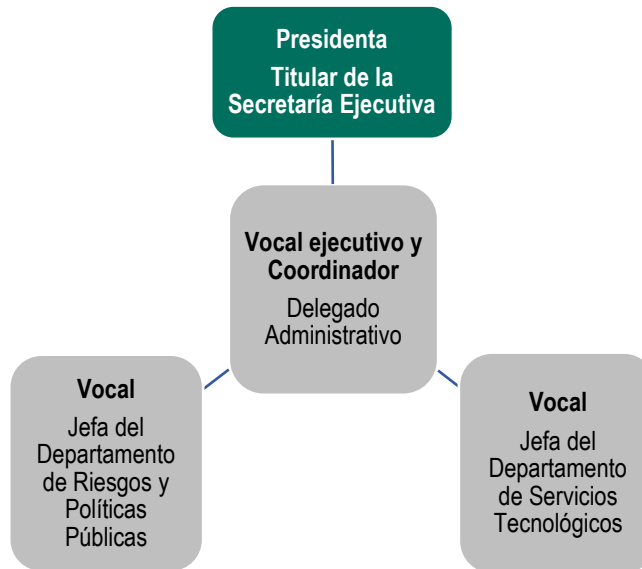 Presidenta
Titular de la
Secretaría Ejecutiva
Vocal ejecutivo y
Coordinador
Delegado
Administrativo
Vocal
Jefa del
Departamento
de Riesgos y
Políticas
Públicas
Vocal
Jefa del
Departamento
de Servicios
Tecnológicos